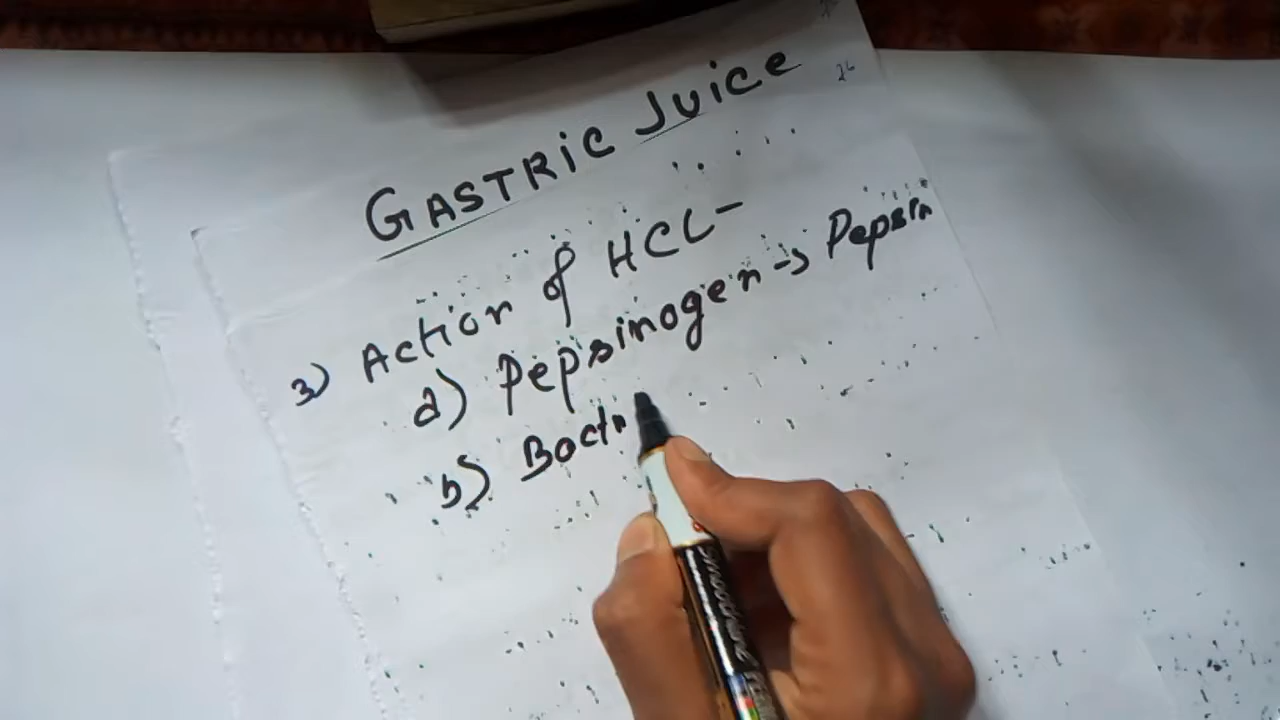 GASTRIC JUICE
3) Action of HCL-
a) Pepsinogen -> Pepsin
b) Bact